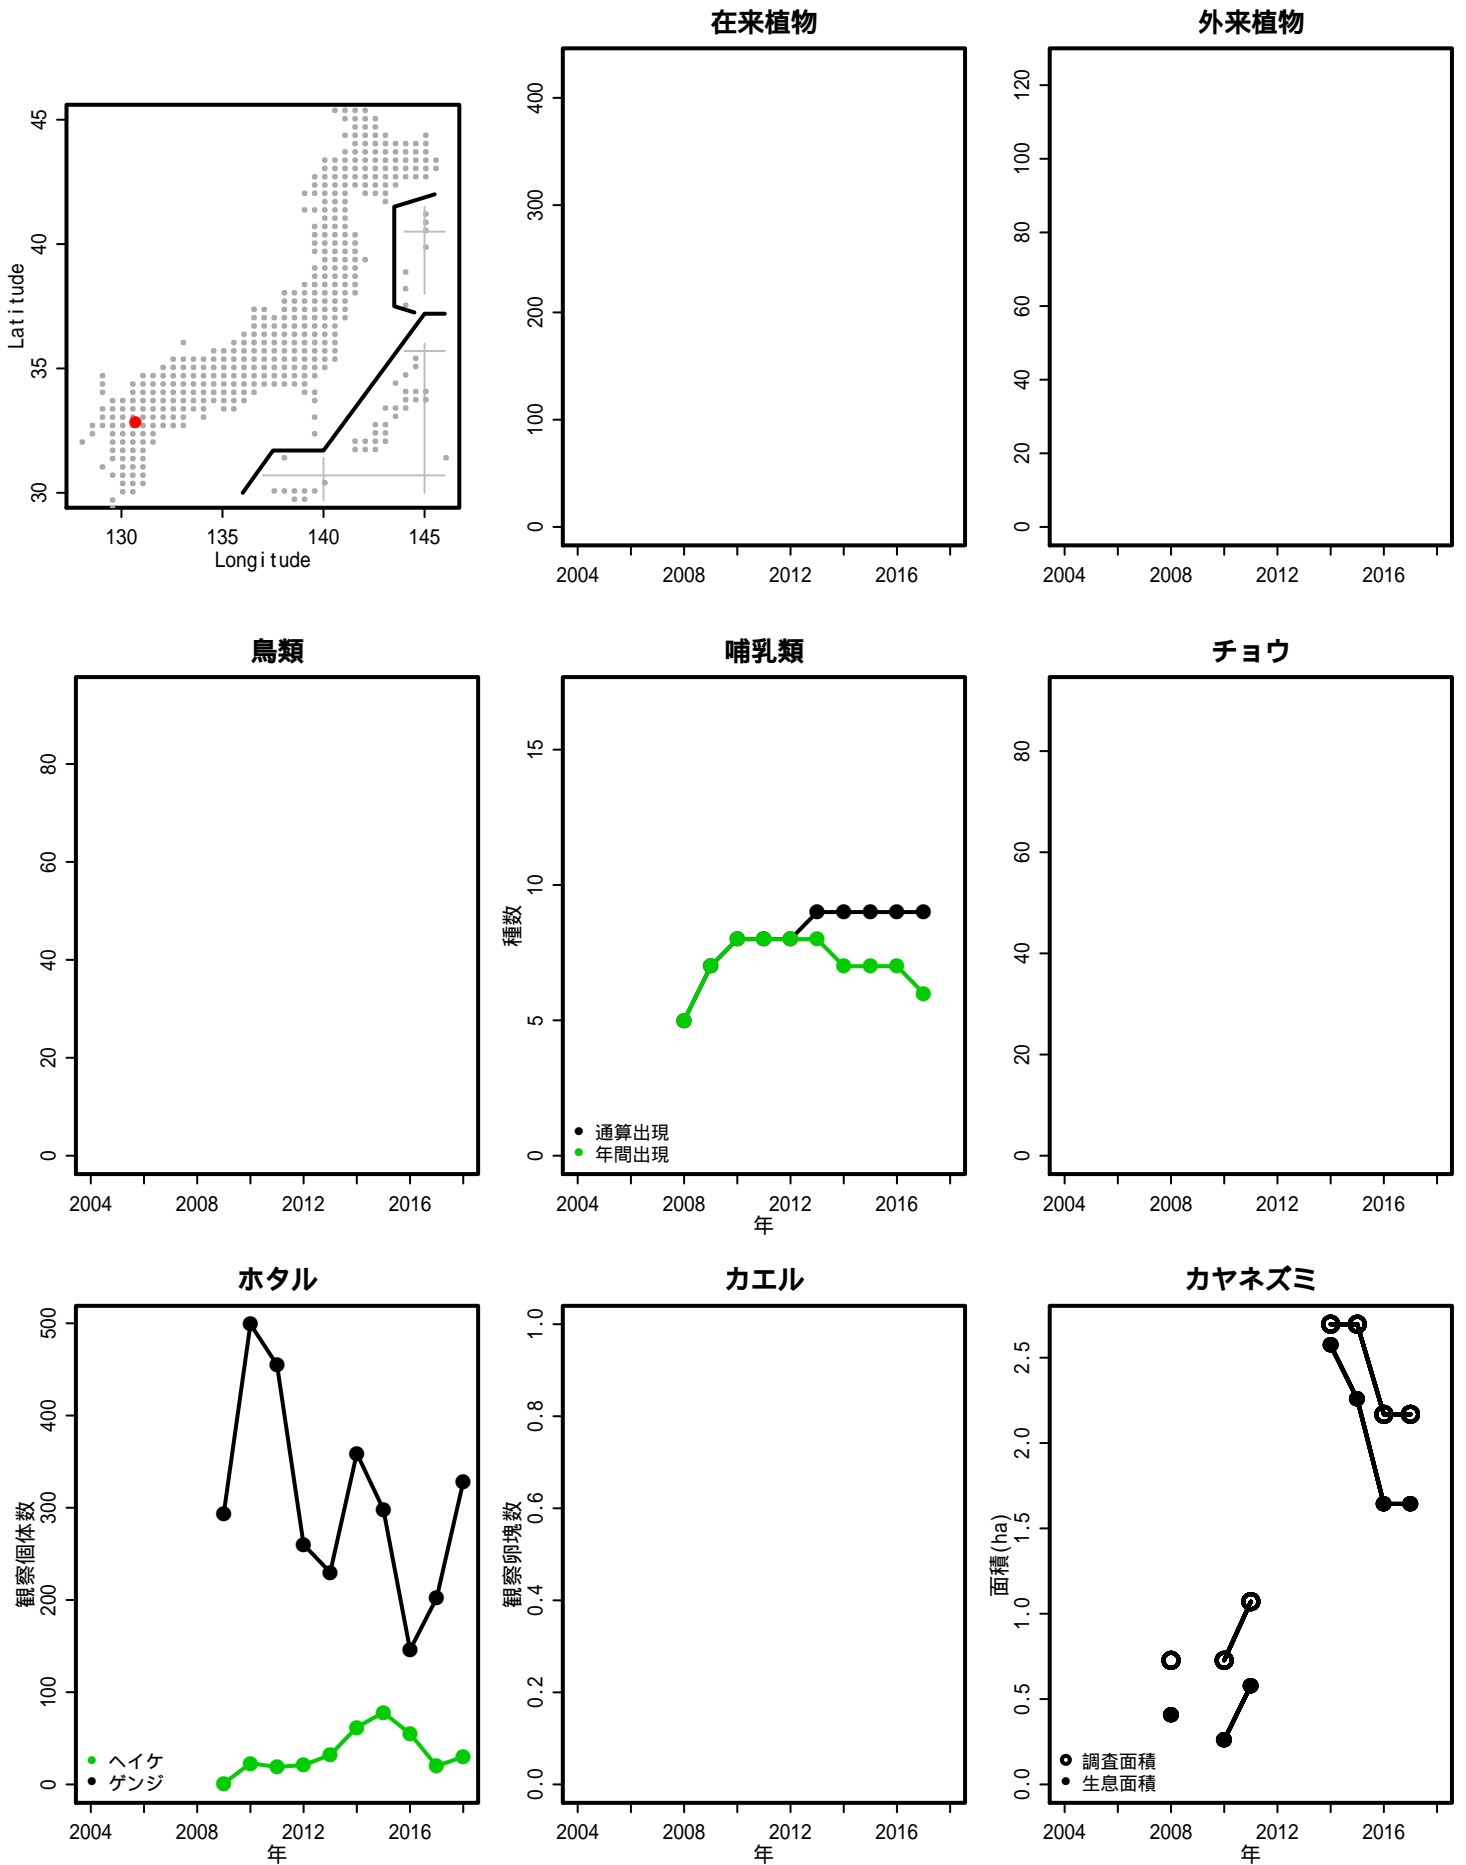 在来植物
外来植物
45
40
35
30
Latitude
130 135 140 145
Longitude
400
300
200
100
0
2004 2008 2012 2016
120
100
80
60
40
20
0
2004 2008 2012 2016
鳥類
哺乳類
チョウ
80
60
40
20
0
2004 2008 2012 2016
15
10
5
0
種数
通算出現
年間出現
2004 2008 2012 2016
年
80
60
40
20
0
2004 2008 2012 2016
ホタル
カエル
カヤネズミ
500
400
300
200
100
0
観察個体数
ヘイケ
ゲンジ
2004 2008 2012 2016
年
1.0
0.8
0.6
0.4
0.2
0.0
観察卵塊数
2004 2008 2012 2016
年
2.5
2.0
1.5
1.0
0.5
0.0
面積(ha)
調査面積
生息面積
2004 2008 2012 2016
年